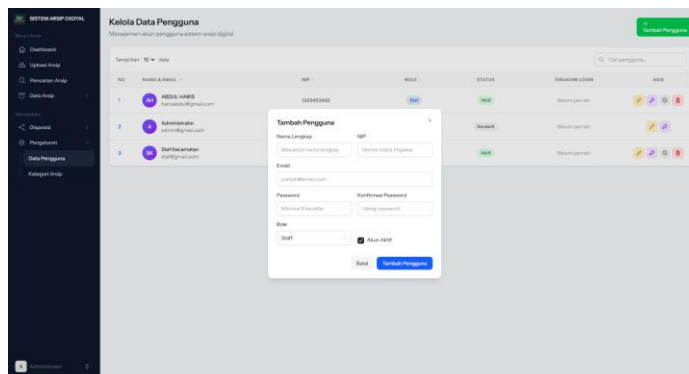 SISTEM ARSIP DIGITAL
Menu Utama
Dashboard
Upload Arsip
Pencarian Arsip
Data Arsip
Disposisi
Pengaturan
Data Pengguna
Kategori Arsip
Administrator
Kelola Data Pengguna
Manajemen akun pengguna sistem arsip digital
+ Tambah Pengguna
Tampilkan 10 data
Cari pengguna...
NO NAMA & EMAIL NIP ROLE STATUS TERAKHIR LOGIN AKSI
1 AH ABDUL HARIS Staf Aktif Belum pernah
2 A Administrator Nonaktif Belum pernah
admin@gmail.com
3 SK Staf Kecamatan Aktif Belum pernah
staf@gmail.com
Tambah Pengguna ×
Nama Lengkap NIP
Masukkan nama lengkap Nomor Induk Pegawai
Email
contoh@email.com
Password Konfirmasi Password
Minimal 8 karakter Ulangi password
Role
Staff Akun Aktif
Batal Tambah Pengguna